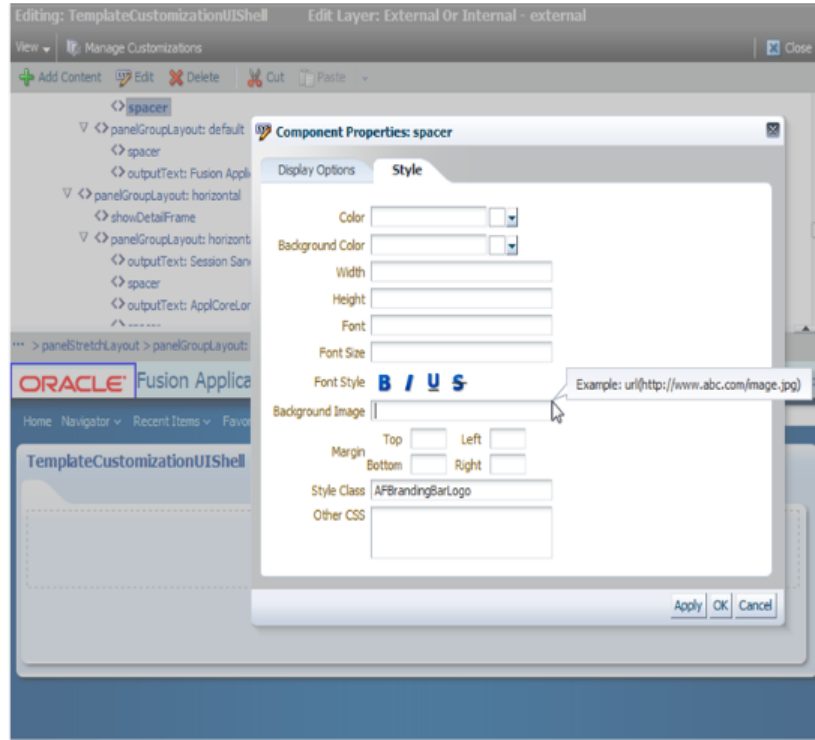 Editing: TemplateCustomizationUIShell Edit Layer: External Or Internal - external
View Manage Customizations Close
Add Content Edit Delete Cut Paste
<> spacer
<> panelGroupLayout: default
<> spacer
<> outputText: Fusion Appli
<> panelGroupLayout: horizontal
<> showDetailFrame
<> panelGroupLayout: horizont
<> outputText: Session San
<> spacer
<> outputText: ApplCoreLor
... > panelStretchLayout > panelGroupLayout:
ORACLE Fusion Applica
Home Navigator Recent Items Favor
TemplateCustomizationUIShell
Component Properties: spacer
Display Options Style
Color
Background Color
Width
Height
Font
Font Size
Font Style B I U S
Background Image
Example: url(http://www.abc.com/image.jpg)
Margin Top Left
Bottom Right
Style Class AFBrandingBarLogo
Other CSS
Apply OK Cancel